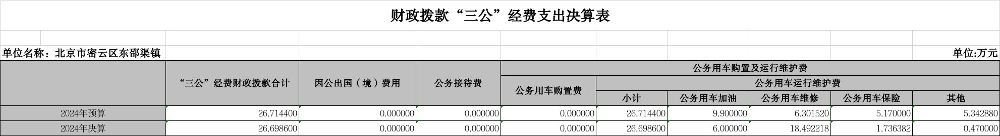 财政拨款“三公”经费支出决算表
单位名称：北京市密云区东邵渠镇 单位:万元
公务用车购置及运行维护费
“三公”经费财政拨款合计 因公出国（境）费用 公务接待费 公务用车购置费 公务用车运行维护费
小计 公务用车加油 公务用车维修 公务用车保险 其他
2024年预算 26.714400 0.000000 0.000000 0.000000 26.714400 9.900000 6.301520 5.170000 5.342880
2024年决算 26.698600 0.000000 0.000000 0.000000 26.698600 6.000000 18.492218 1.736382 0.470000